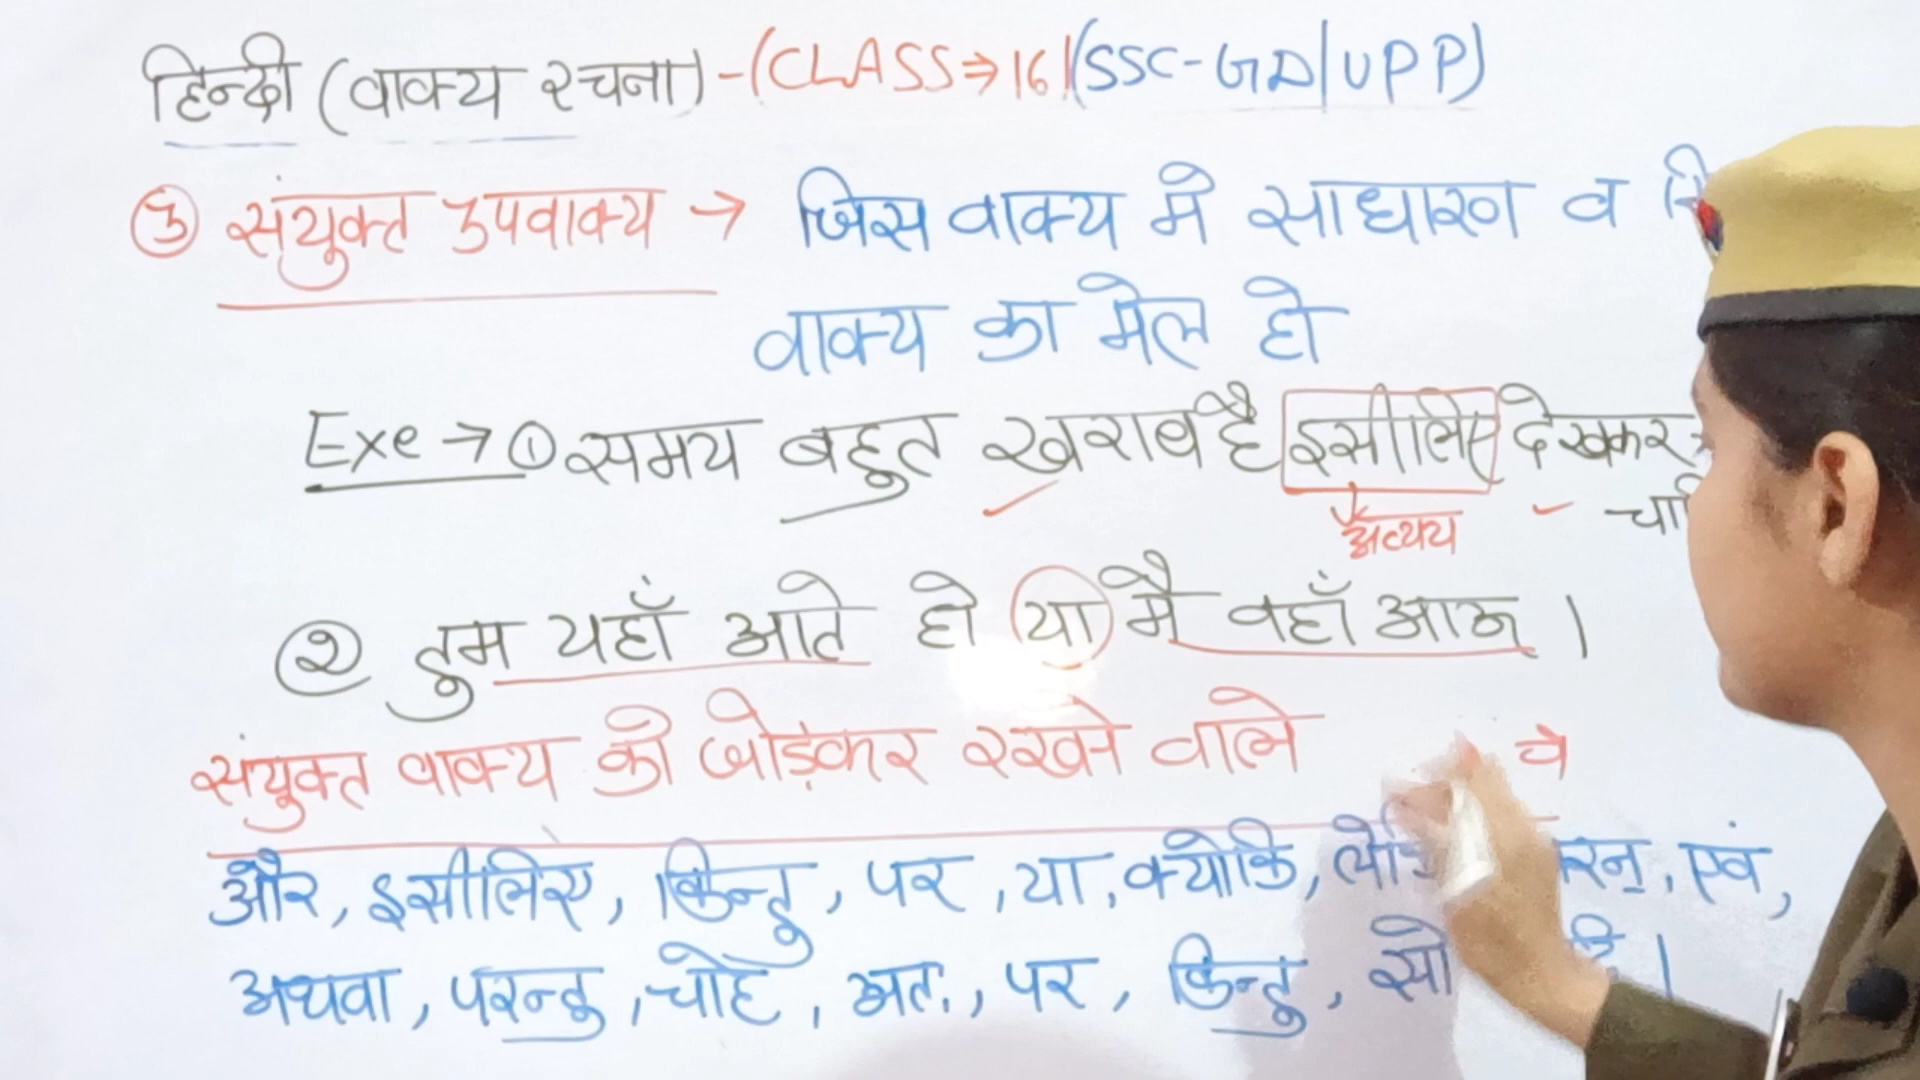 हिन्दी (वाक्य रचना) - (CLASS⇒16)(SSC-GD|UPP)
③ संयुक्त उपवाक्य → जिस वाक्य मे साधारण व
वाक्य का मेल हो
Exe → ① समय बहुत खराब है इसीलिए देखकर
अव्यय
② तुम यहाँ आते हो या मै वहाँ आऊ ।
संयुक्त वाक्य को जोड़कर रखने वाले
और, इसीलिए, किन्तु, पर, या, क्योकि, एवं,
अथवा, परन्तु, चाहे, अत:, पर, किन्तु, सो ।